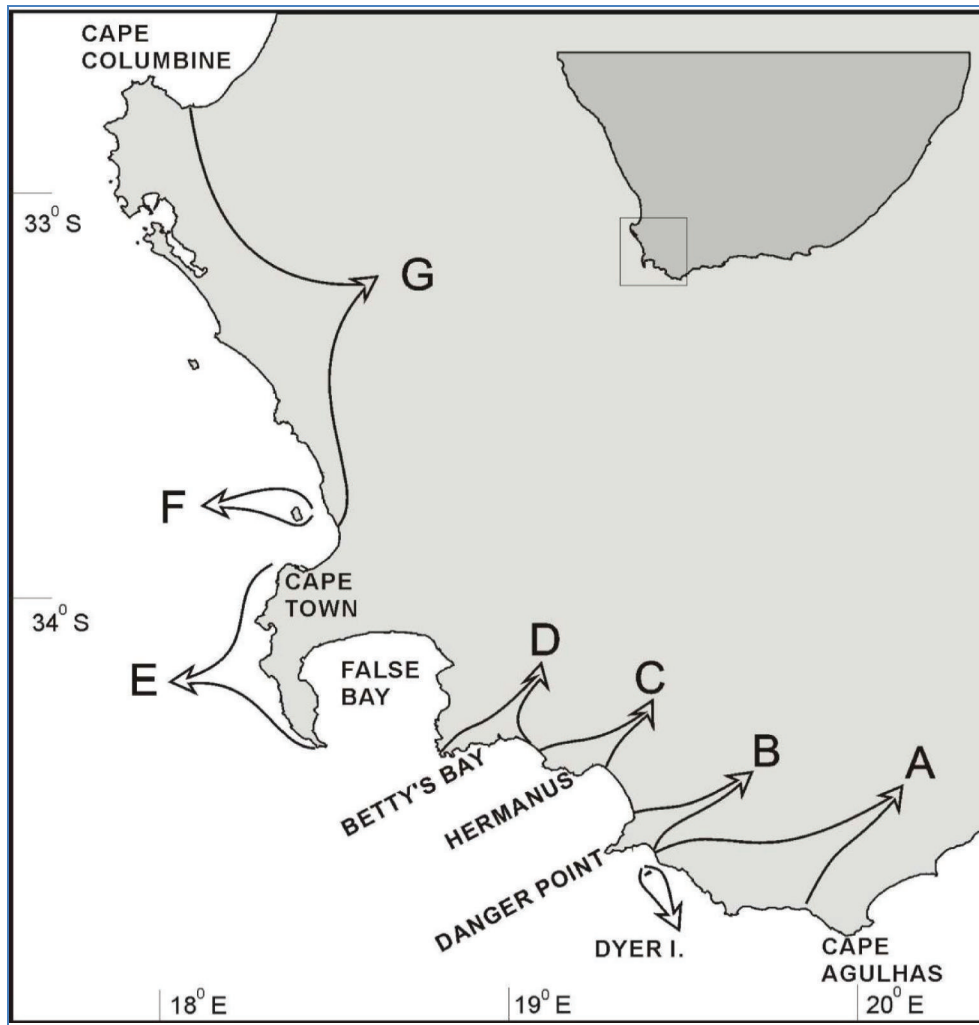 CAPE
COLUMBINE
33° S
G
F
CAPE
TOWN
34° S
E
FALSE
BAY
D
C
B
A
BETTY'S BAY
HERMANUS
DANGER POINT
DYER I.
CAPE
AGULHAS
18° E
19° E
20° E